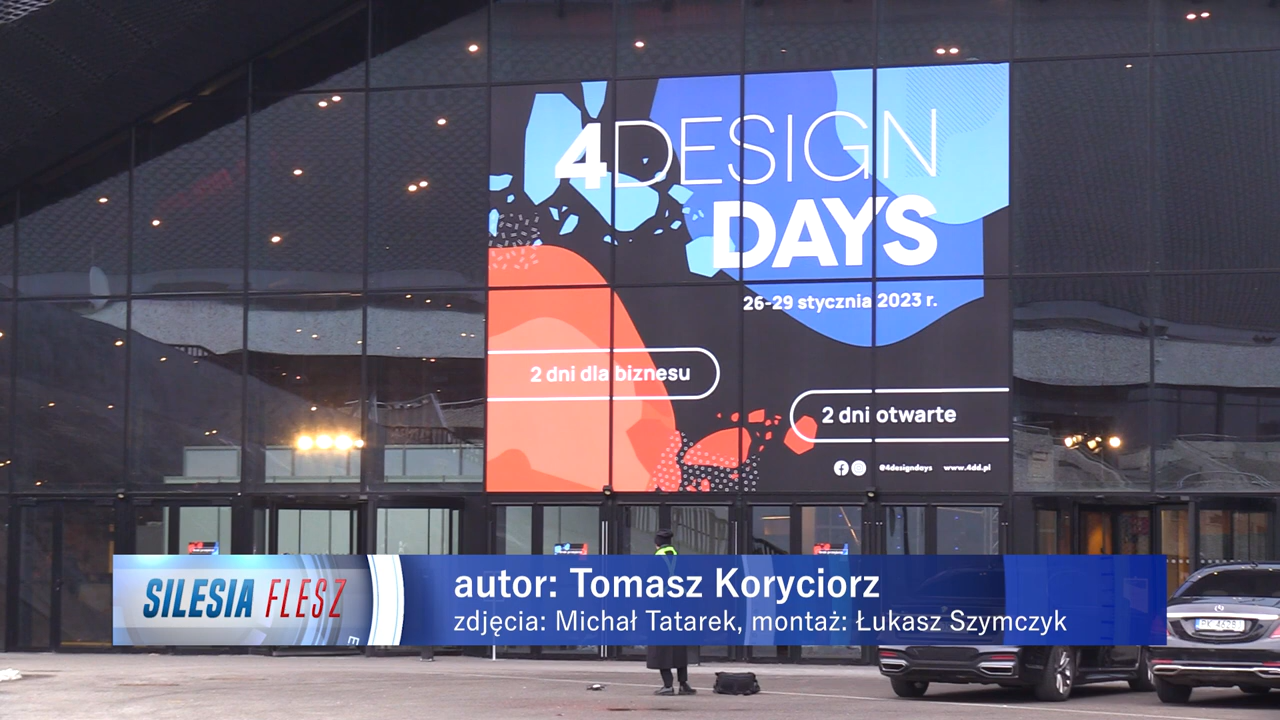 4DESIGN
DAYS
26-29 stycznia 2023 r.
2 dni dla biznesu
2 dni otwarte
@4designdays www.4dd.pl
SILESIA FLESZ
autor: Tomasz Koryciorz
zdjęcia: Michał Tatarek, montaż: Łukasz Szymczyk